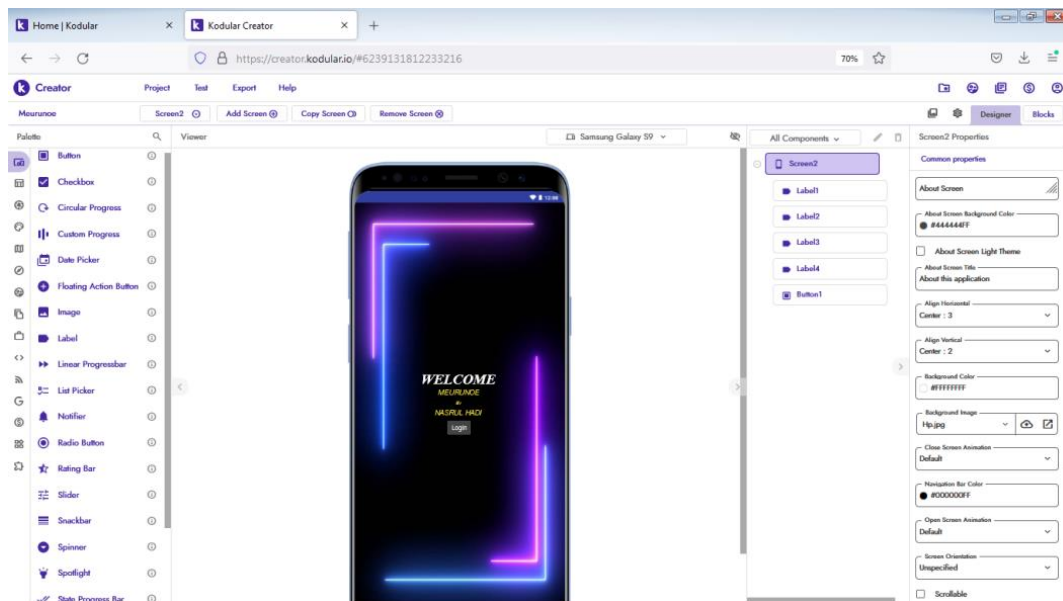 Home | Kodular
Kodular Creator
https://creator.kodular.io/#6239131812233216
70%
Creator
Project
Test
Export
Help
Meurunoe
Screen2
Add Screen
Copy Screen
Remove Screen
Designer
Blocks
Palette
Viewer
Samsung Galaxy S9
All Components
Screen2 Properties
Button
Checkbox
Circular Progress
Custom Progress
Date Picker
Floating Action Button
Image
Label
Linear Progressbar
List Picker
Notifier
Radio Button
Rating Bar
Slider
Snackbar
Spinner
Spotlight
State Progress Bar
WELCOME
MEURUNOE
NASRUL HADI
Login
Screen2
Label1
Label2
Label3
Label4
Button1
Common properties
About Screen
About Screen Background Color
#444444FF
About Screen Light Theme
About Screen Title
About this application
Align Horizontal
Center : 3
Align Vertical
Center : 2
Background Color
#FFFFFFFF
Background Image
Hp.jpg
Close Screen Animation
Default
Navigation Bar Color
#000000FF
Open Screen Animation
Default
Screen Orientation
Unspecified
Scrollable